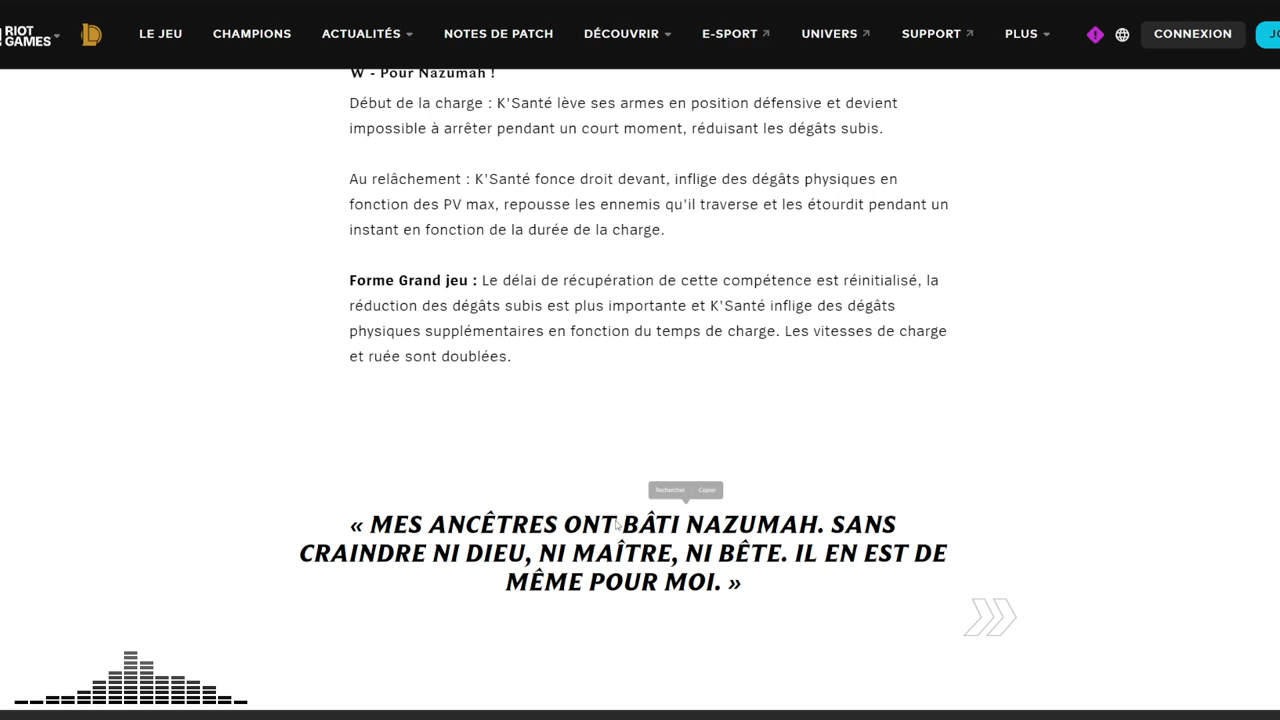 RIOT GAMES
LE JEU CHAMPIONS ACTUALITÉS NOTES DE PATCH DÉCOUVRIR E-SPORT UNIVERS SUPPORT PLUS CONNEXION JO
W - Pour Nazumah !
Début de la charge : K'Santé lève ses armes en position défensive et devient
impossible à arrêter pendant un court moment, réduisant les dégâts subis.
Au relâchement : K'Santé fonce droit devant, inflige des dégâts physiques en
fonction des PV max, repousse les ennemis qu'il traverse et les étourdit pendant un
instant en fonction de la durée de la charge.
Forme Grand jeu : Le délai de récupération de cette compétence est réinitialisé, la
réduction des dégâts subis est plus importante et K'Santé inflige des dégâts
physiques supplémentaires en fonction du temps de charge. Les vitesses de charge
et ruée sont doublées.
Rechercher Copier
« MES ANCÊTRES ONT BÂTI NAZUMAH. SANS
CRAINDRE NI DIEU, NI MAÎTRE, NI BÊTE. IL EN EST DE
MÊME POUR MOI. »